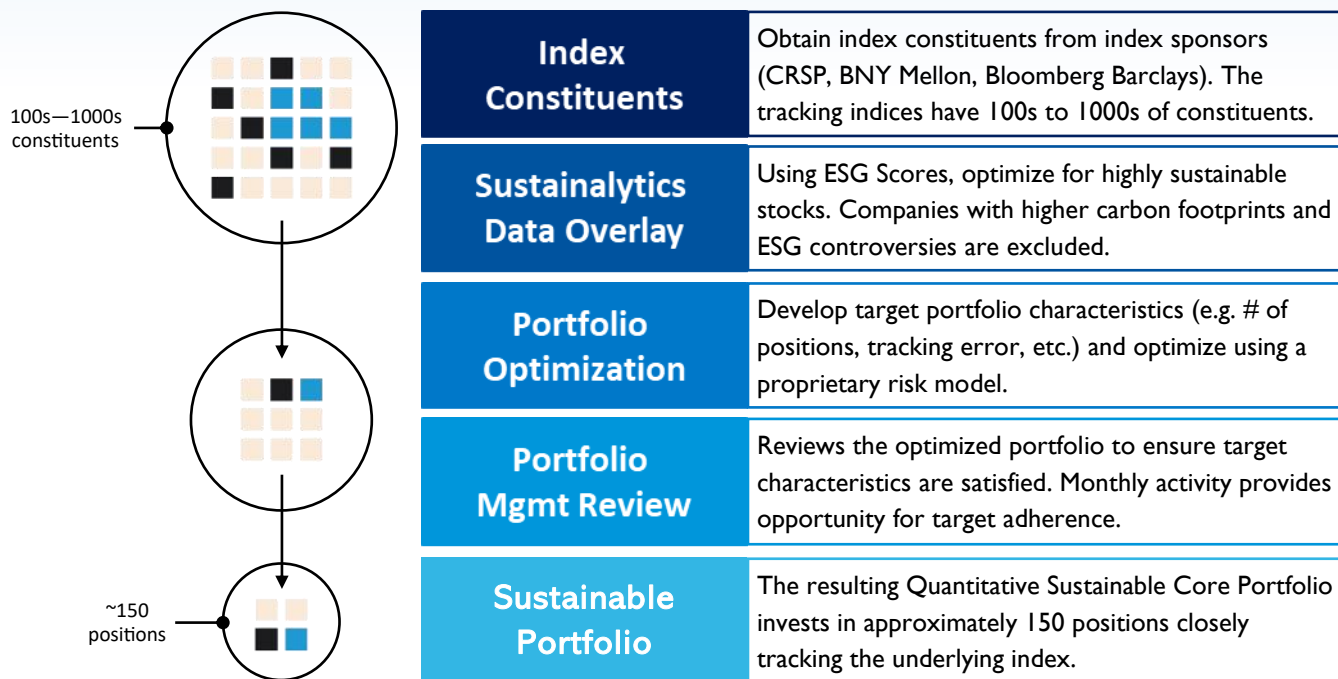 100s—1000s
constituents
~150
positions
Index
Constituents
Obtain index constituents from index sponsors
(CRSP, BNY Mellon, Bloomberg Barclays). The
tracking indices have 100s to 1000s of constituents.
Sustainalytics
Data Overlay
Using ESG Scores, optimize for highly sustainable
stocks. Companies with higher carbon footprints and
ESG controversies are excluded.
Portfolio
Optimization
Develop target portfolio characteristics (e.g. # of
positions, tracking error, etc.) and optimize using a
proprietary risk model.
Portfolio
Mgmt Review
Reviews the optimized portfolio to ensure target
characteristics are satisfied. Monthly activity provides
opportunity for target adherence.
Sustainable
Portfolio
The resulting Quantitative Sustainable Core Portfolio
invests in approximately 150 positions closely
tracking the underlying index.